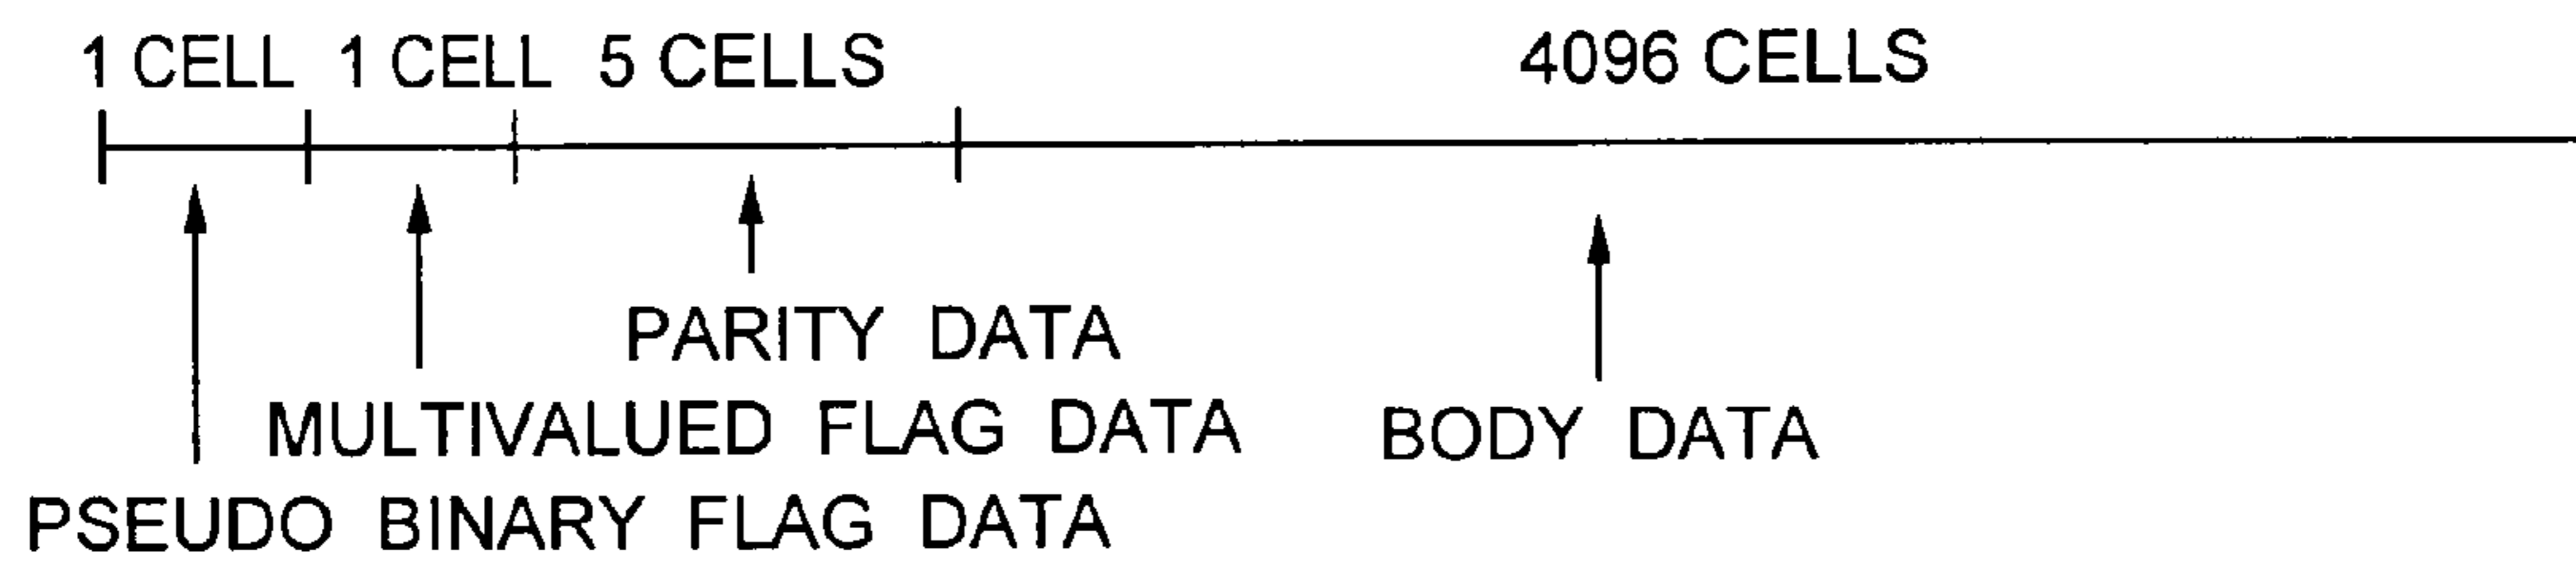 1 CELL 1 CELL 5 CELLS 4096 CELLS
PARITY DATA
MULTIVALUED FLAG DATA BODY DATA
PSEUDO BINARY FLAG DATA